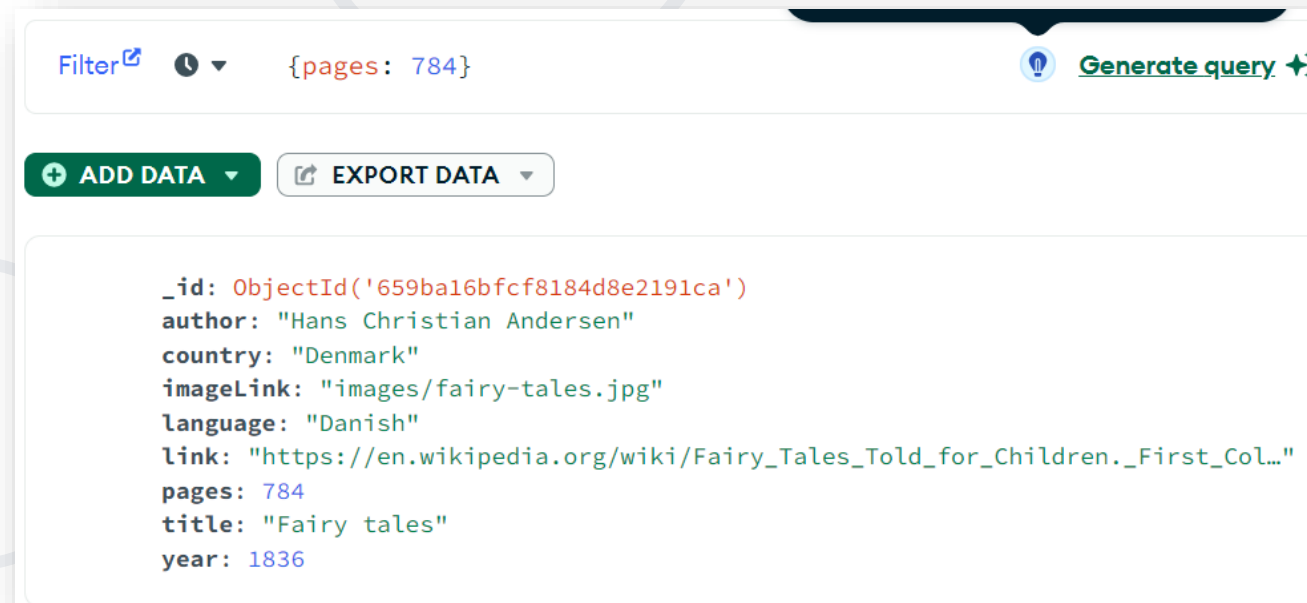 Filter {pages: 784} Generate query
ADD DATA EXPORT DATA
_id: ObjectId('659ba16bfcf8184d8e2191ca')
author: "Hans Christian Andersen"
country: "Denmark"
imageLink: "images/fairy-tales.jpg"
language: "Danish"
link: "https://en.wikipedia.org/wiki/Fairy_Tales_Told_for_Children._First_Col…"
pages: 784
title: "Fairy tales"
year: 1836